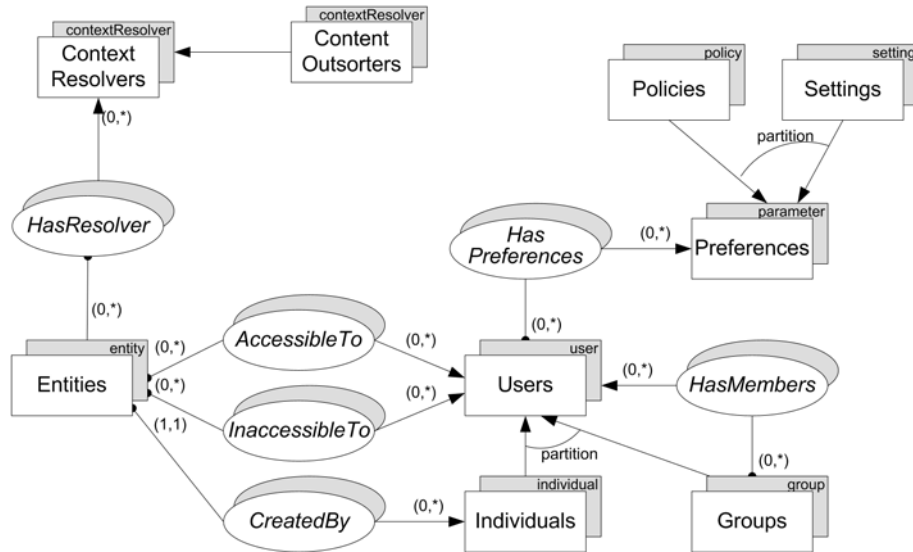 contextResolver
Context
Resolvers
contextResolver
Content
Outsorters
policy
Policies
setting
Settings
(0,*)
partition
HasResolver
Has
Preferences
(0,*)
parameter
Preferences
(0,*)
(0,*)
entity
Entities
(0,*)
AccessibleTo
(0,*)
user
Users
(0,*)
HasMembers
(0,*)
InaccessibleTo
(0,*)
(1,1)
partition
(0,*)
CreatedBy
(0,*)
individual
Individuals
group
Groups